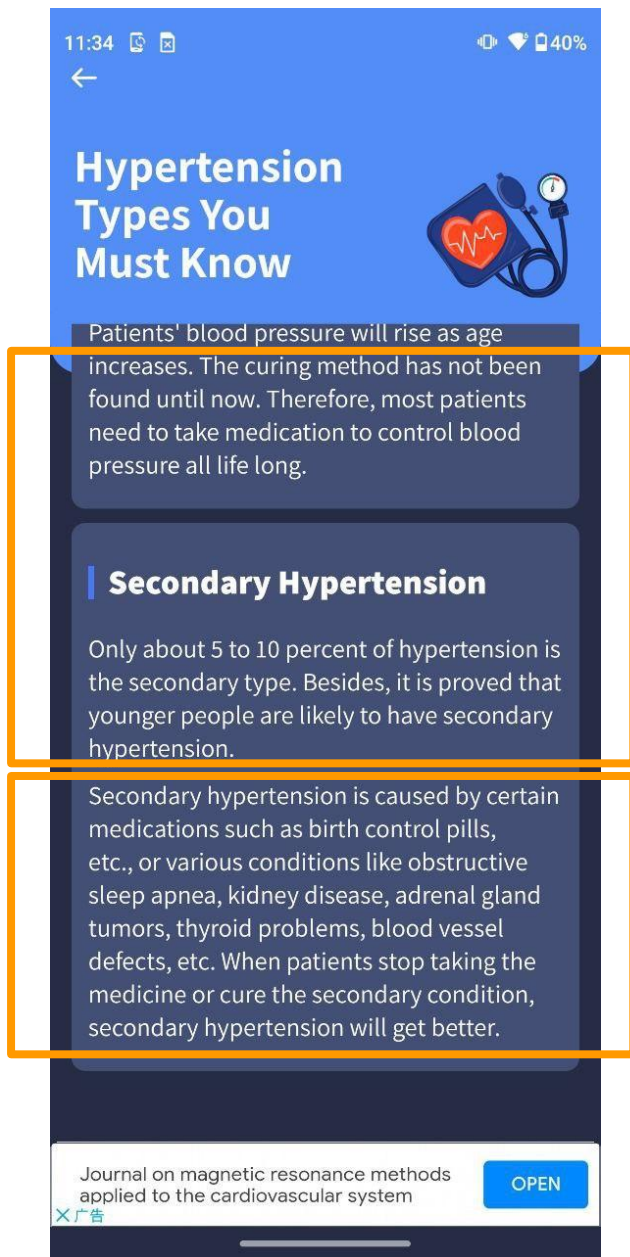 11:34
40%
Hypertension
Types You
Must Know
Patients' blood pressure will rise as age
increases. The curing method has not been
found until now. Therefore, most patients
need to take medication to control blood
pressure all life long.
Secondary Hypertension
Only about 5 to 10 percent of hypertension is
the secondary type. Besides, it is proved that
younger people are likely to have secondary
hypertension.
Secondary hypertension is caused by certain
medications such as birth control pills,
etc., or various conditions like obstructive
sleep apnea, kidney disease, adrenal gland
tumors, thyroid problems, blood vessel
defects, etc. When patients stop taking the
medicine or cure the secondary condition,
secondary hypertension will get better.
Journal on magnetic resonance methods
applied to the cardiovascular system
OPEN
广告